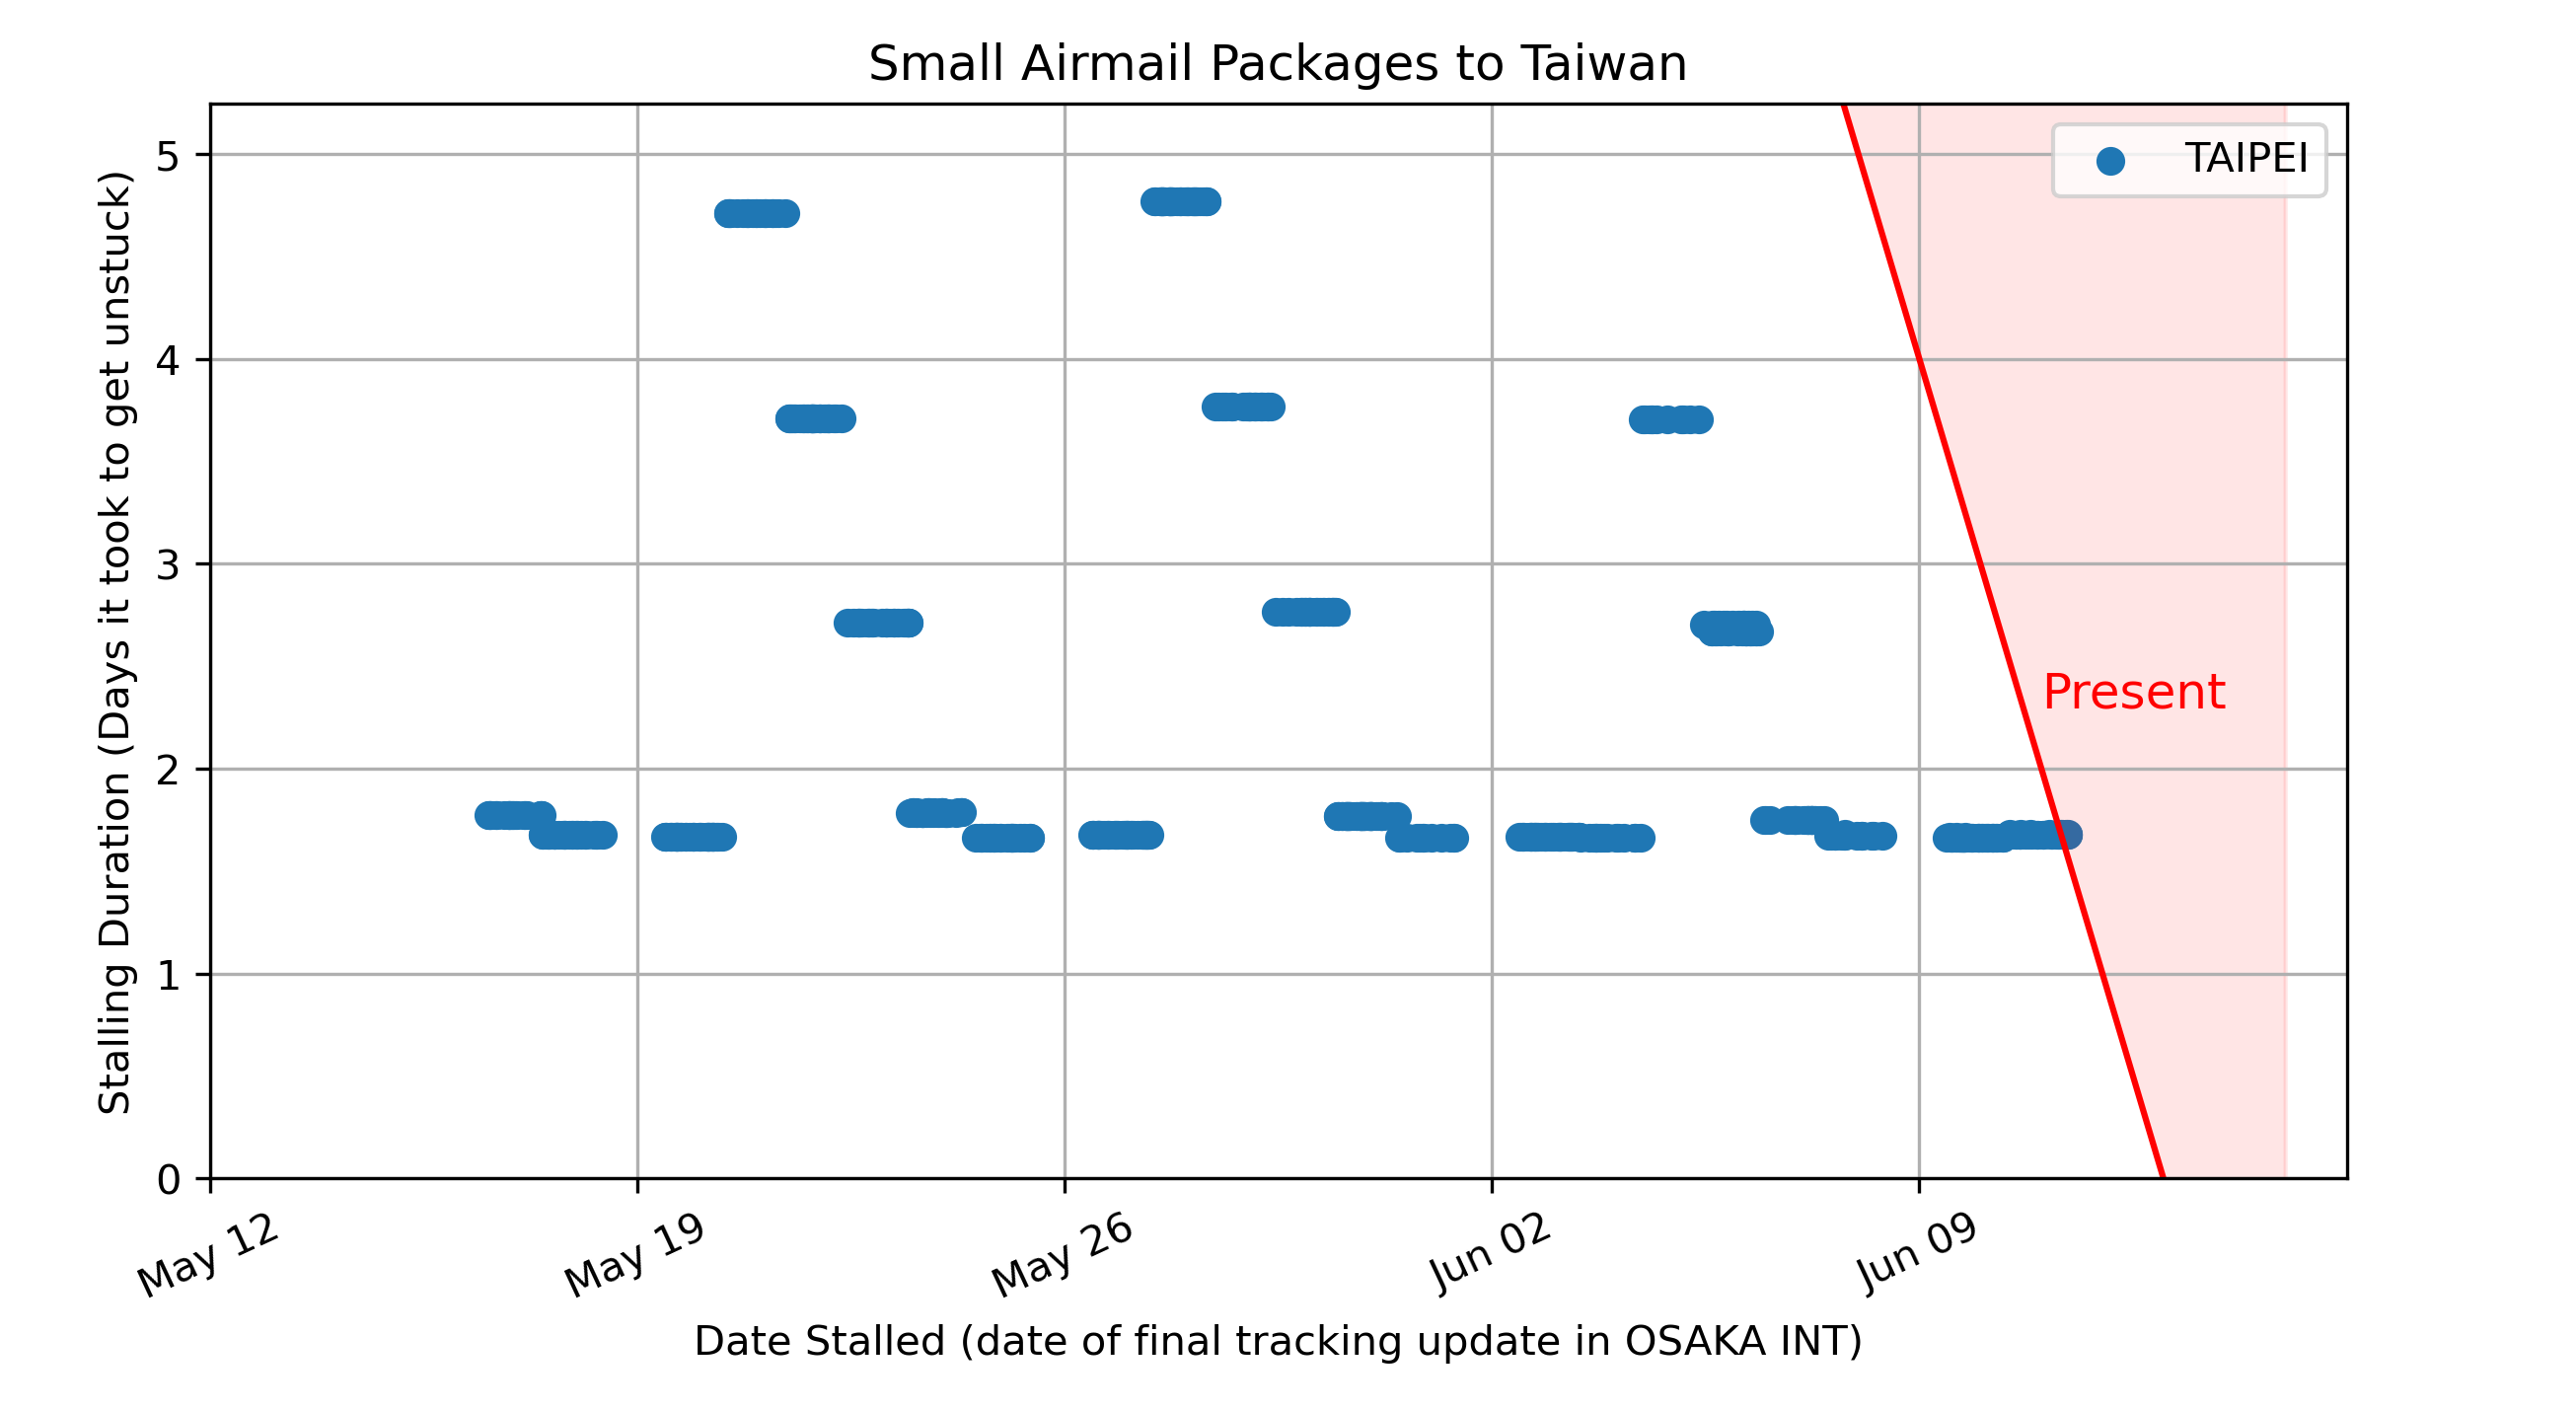 Small Airmail Packages to Taiwan
TAIPEI
Present
Stalling Duration (Days it took to get unstuck)
5
4
3
2
1
0
May 12
May 19
May 26
Jun 02
Jun 09
Date Stalled (date of final tracking update in OSAKA INT)